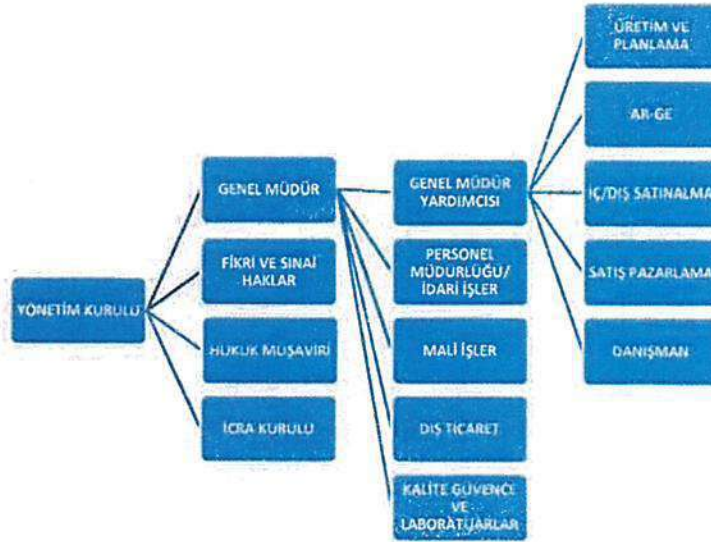 YÖNETİM KURULU
GENEL MÜDÜR
FİKRİ VE SINAİ
HAKLAR
HUKUK MÜŞAVİRİ
İCRA KURULU
GENEL MÜDÜR
YARDIMCISI
PERSONEL
MÜDÜRLÜĞÜ/
İDARİ İŞLER
MALİ İŞLER
DIŞ TİCARET
KALİTE GÜVENCE
VE
LABORATUARLAR
ÜRETİM VE
PLANLAMA
AR-GE
İÇ/DIŞ SATINALMA
SATIŞ PAZARLAMA
DANIŞMAN